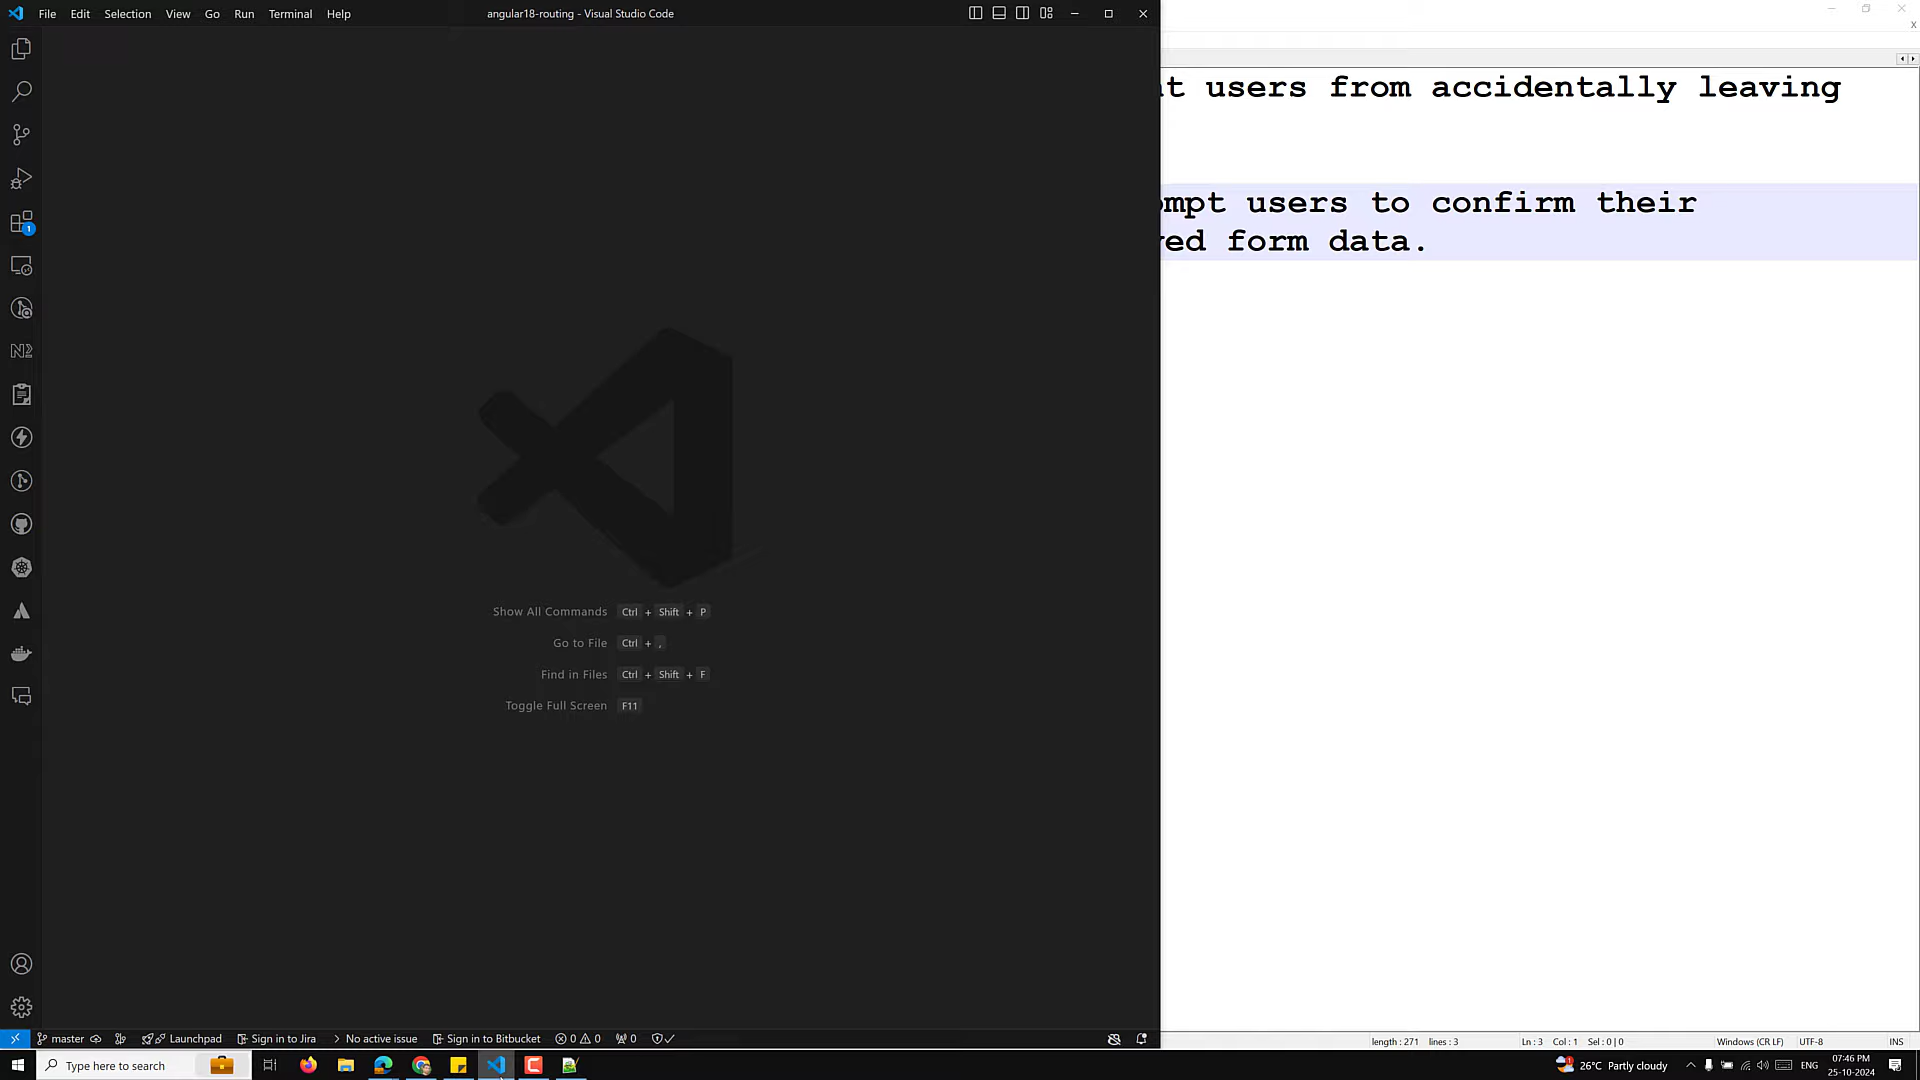 File Edit Selection View Go Run Terminal Help
angular18-routing - Visual Studio Code
users from accidentally leaving
users to confirm their
form data.
Show All Commands Ctrl + Shift + P
Go to File Ctrl + ,
Find in Files Ctrl + Shift + F
Toggle Full Screen F11
1
master Launchpad Sign in to Jira No active issue Sign in to Bitbucket 0 0 0
length : 271 lines : 3 Ln : 3 Col : 1 Sel : 0 | 0 Windows (CR LF) UTF-8 INS
Type here to search
1 26°C Partly cloudy ENG 07:46 PM
25-10-2024